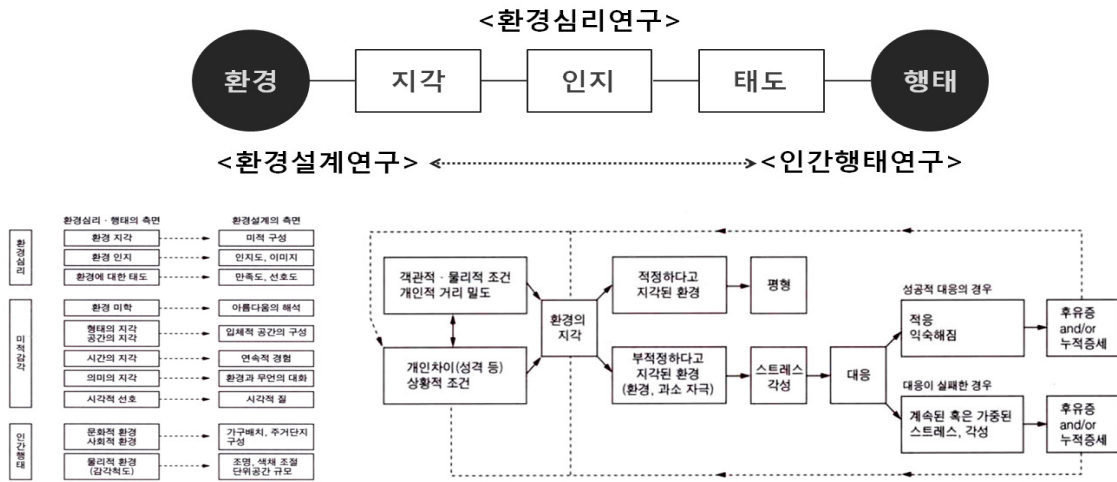 <환경심리연구>
환경
지각
인지
태도
행태
<환경설계연구>
<인간행태연구>
환경심리 · 행태의 측면
환경설계의 측면
환경심리
환경 지각
미적 구성
환경 인지
인지도, 이미지
환경에 대한 태도
만족도, 선호도
미적감각
환경 미학
아름다움의 해석
형태의 지각
공간의 지각
입체적 공간의 구성
시간의 지각
연속적 경험
의미의 지각
환경과 무언의 대화
시각적 선호
시각적 질
인간행태
문화적 환경
사회적 환경
가구배치, 주거단지
구성
물리적 환경
(감각척도)
조명, 색채 조절
단위공간 규모
객관적 · 물리적 조건
개인적 거리 밀도
개인차이(성격 등)
상황적 조건
환경의
지각
적정하다고
지각된 환경
평형
부적정하다고
지각된 환경
(환경, 과소 자극)
스트레스
각성
대응
성공적 대응의 경우
적응
익숙해짐
후유증
and/or
누적증세
대응이 실패한 경우
계속된 혹은 가중된
스트레스, 각성
후유증
and/or
누적증세